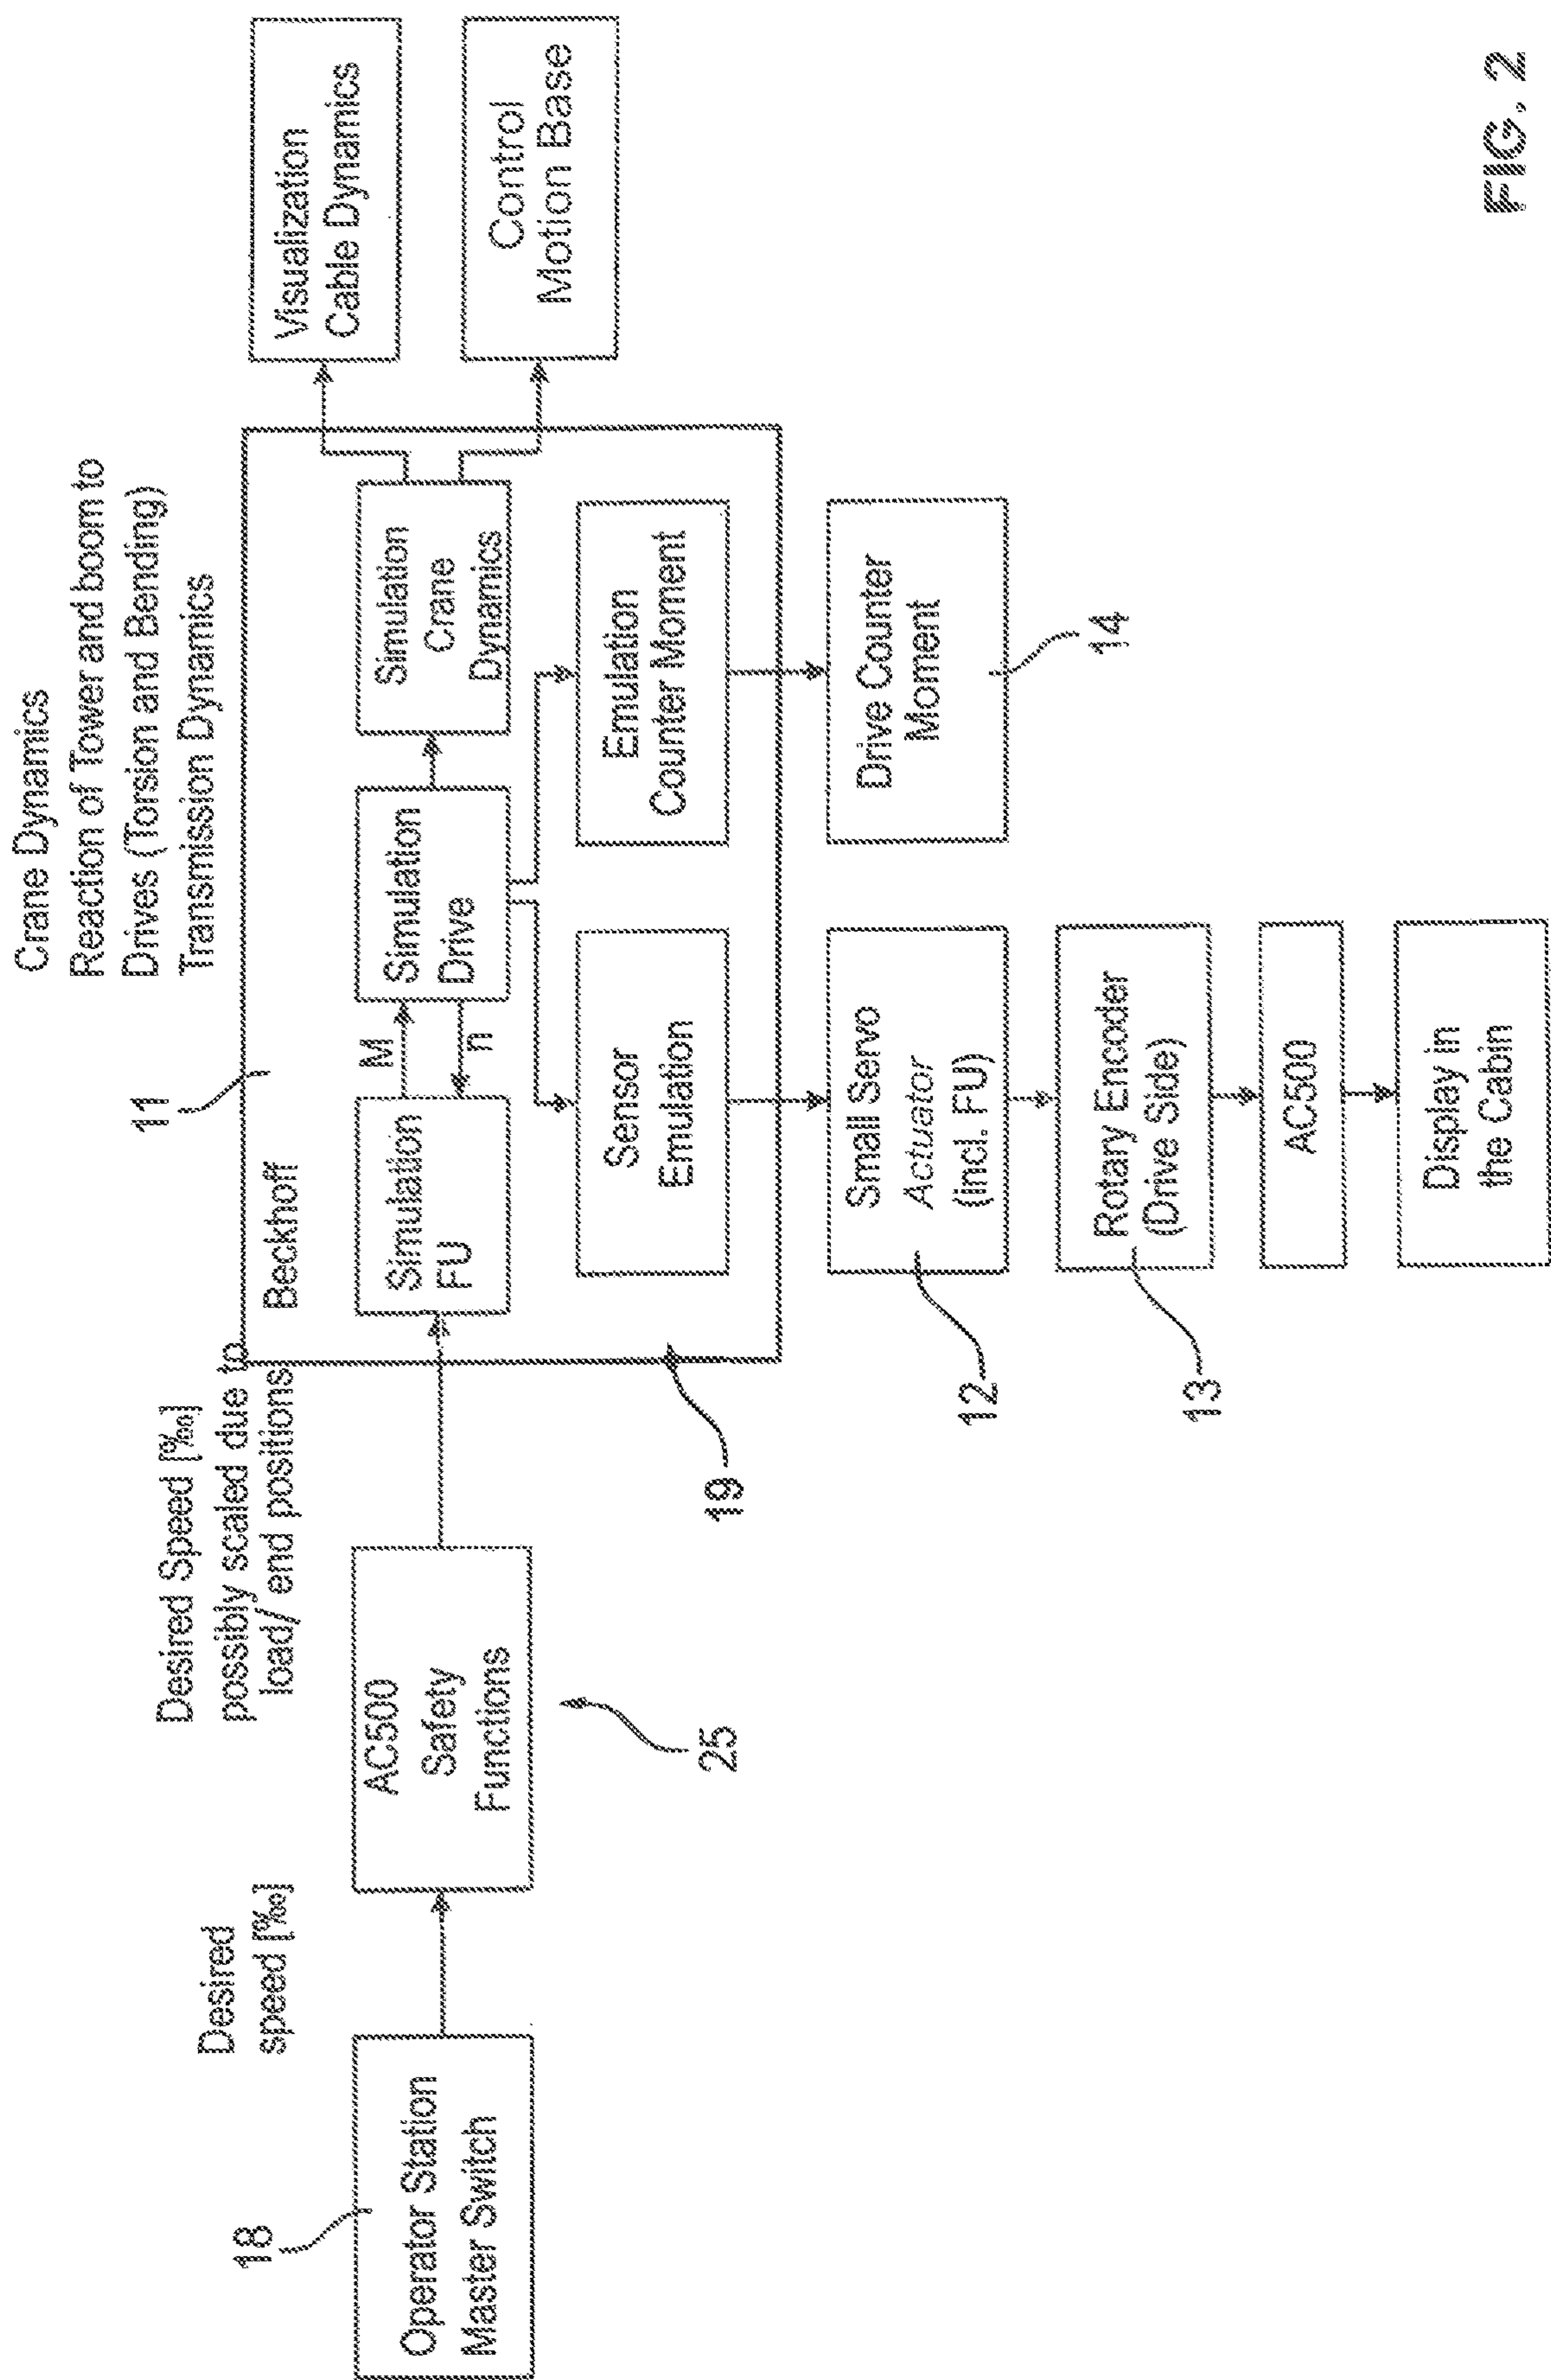 Crane Dynamics
Reaction of Tower and boom to
Drives (Torsion and Bending)
Transmission Dynamics
Desired
speed [‰]
Desired Speed [‰]
possibly scaled due to
load/ end positions
18
Operator Station
Master Switch
AC500
Safety
Functions
25
11
Beckhoff
Simulation
FU
M
n
Simulation
Drive
Simulation
Crane
Dynamics
Visualization
Cable Dynamics
Control
Motion Base
Sensor
Emulation
Emulation
Counter Moment
19
Small Servo
Actuator
(incl. FU)
12
Drive Counter
Moment
14
Rotary Encoder
(Drive Side)
13
AC500
Display in
the Cabin
FIG. 2